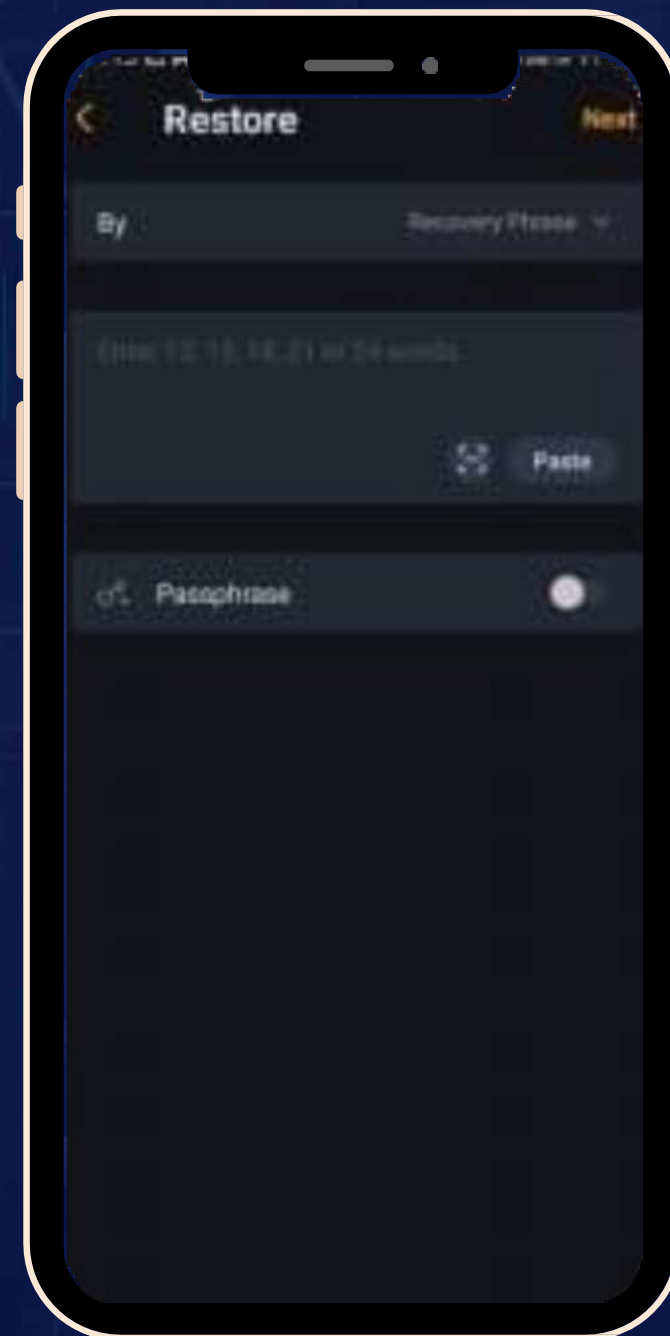 Restore
Next
By
Recovery Phrase
Enter 12, 15, 18, 21 or 24 words
Paste
Passphrase